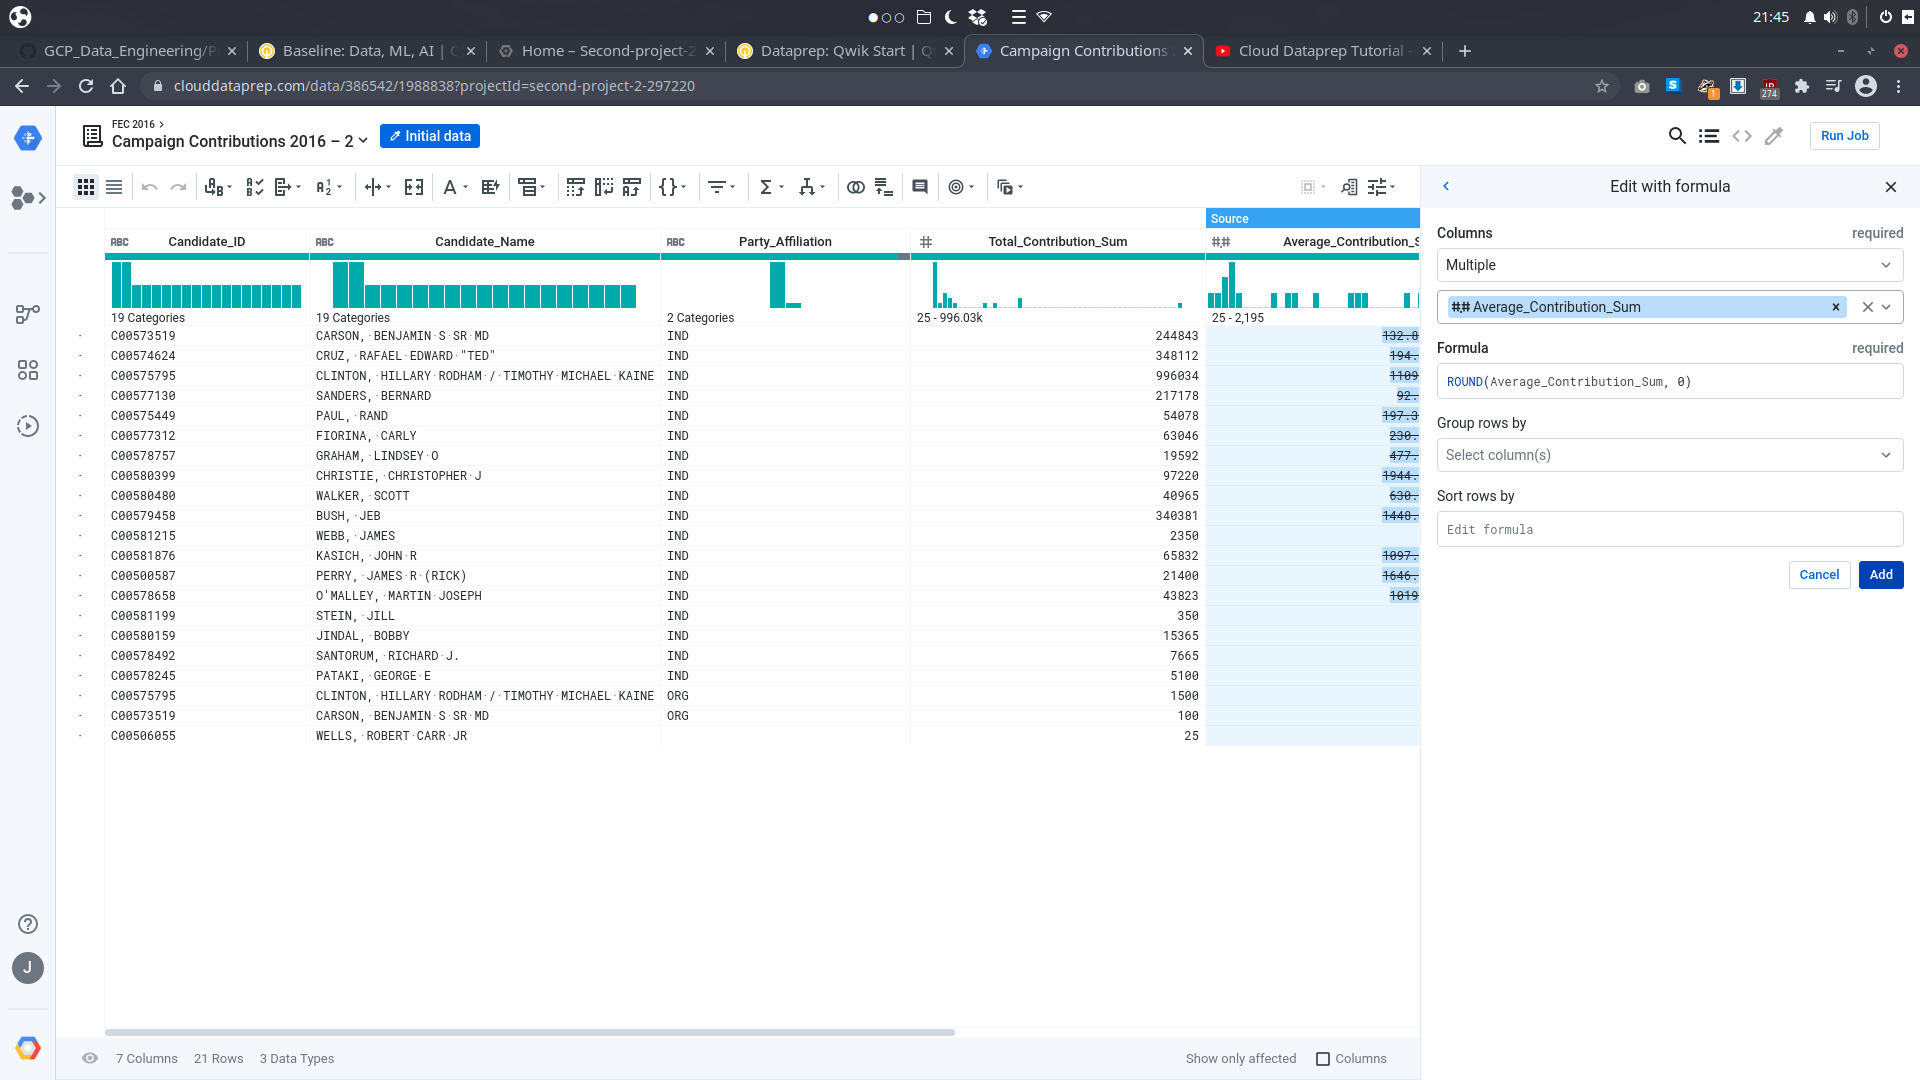 21:45
GCP_Data_Engineering/P
Baseline: Data, ML, AI |
Home – Second-project-2
Dataprep: Qwik Start | Q
Campaign Contributions
Cloud Dataprep Tutorial -
clouddataprep.com/data/386542/1988838?projectId=second-project-2-297220
1
274
FEC 2016
Campaign Contributions 2016 – 2
Initial data
Run Job
Edit with formula
Source
ABC Candidate_ID
ABC Candidate_Name
ABC Party_Affiliation
# Total_Contribution_Sum
#.# Average_Contribution_S
19 Categories
19 Categories
2 Categories
25 - 996.03k
25 - 2,195
C00573519 CARSON, BENJAMIN S SR MD IND 244843 132.8
C00574624 CRUZ, RAFAEL EDWARD "TED" IND 348112 194.
C00575795 CLINTON, HILLARY RODHAM / TIMOTHY MICHAEL KAINE IND 996034 1109
C00577130 SANDERS, BERNARD IND 217178 92.
C00575449 PAUL, RAND IND 54078 197.3
C00577312 FIORINA, CARLY IND 63046 230.
C00578757 GRAHAM, LINDSEY O IND 19592 477.
C00580399 CHRISTIE, CHRISTOPHER J IND 97220 1944.
C00580480 WALKER, SCOTT IND 40965 630.
C00579458 BUSH, JEB IND 340381 1448.
C00581215 WEBB, JAMES IND 2350
C00581876 KASICH, JOHN R IND 65832 1097.
C00500587 PERRY, JAMES R (RICK) IND 21400 1646.
C00578658 O'MALLEY, MARTIN JOSEPH IND 43823 1019
C00581199 STEIN, JILL IND 350
C00580159 JINDAL, BOBBY IND 15365
C00578492 SANTORUM, RICHARD J. IND 7665
C00578245 PATAKI, GEORGE E IND 5100
C00575795 CLINTON, HILLARY RODHAM / TIMOTHY MICHAEL KAINE ORG 1500
C00573519 CARSON, BENJAMIN S SR MD ORG 100
C00506055 WELLS, ROBERT CARR JR 25
Columns required
Multiple
#.# Average_Contribution_Sum
Formula required
ROUND(Average_Contribution_Sum, 0)
Group rows by
Select column(s)
Sort rows by
Edit formula
Cancel
Add
J
7 Columns 21 Rows 3 Data Types
Show only affected
Columns